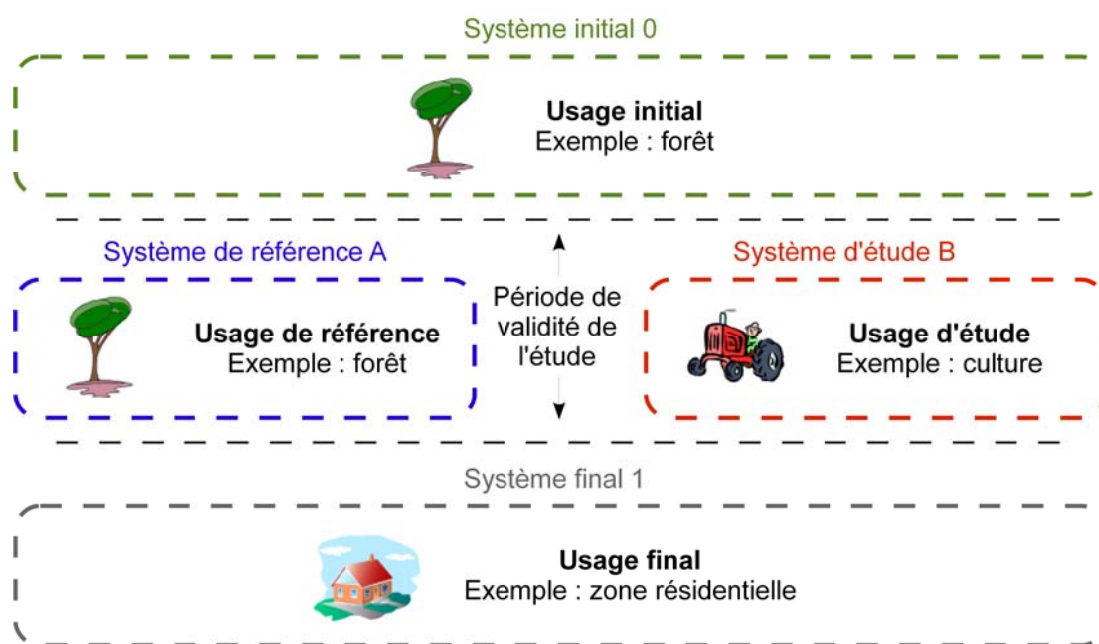 Système initial 0
Usage initial
Exemple : forêt
Système de référence A
Usage de référence
Exemple : forêt
Période de
validité de
l'étude
Système d'étude B
Usage d'étude
Exemple : culture
Système final 1
Usage final
Exemple : zone résidentielle